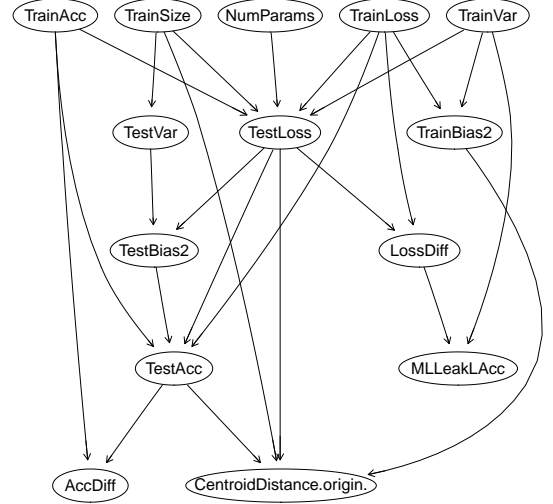 TrainAcc TrainSize NumParams TrainLoss TrainVar
TestVar TestLoss TrainBias2
TestBias2 LossDiff
TestAcc MLLeakLAcc
AccDiff CentroidDistance.origin.